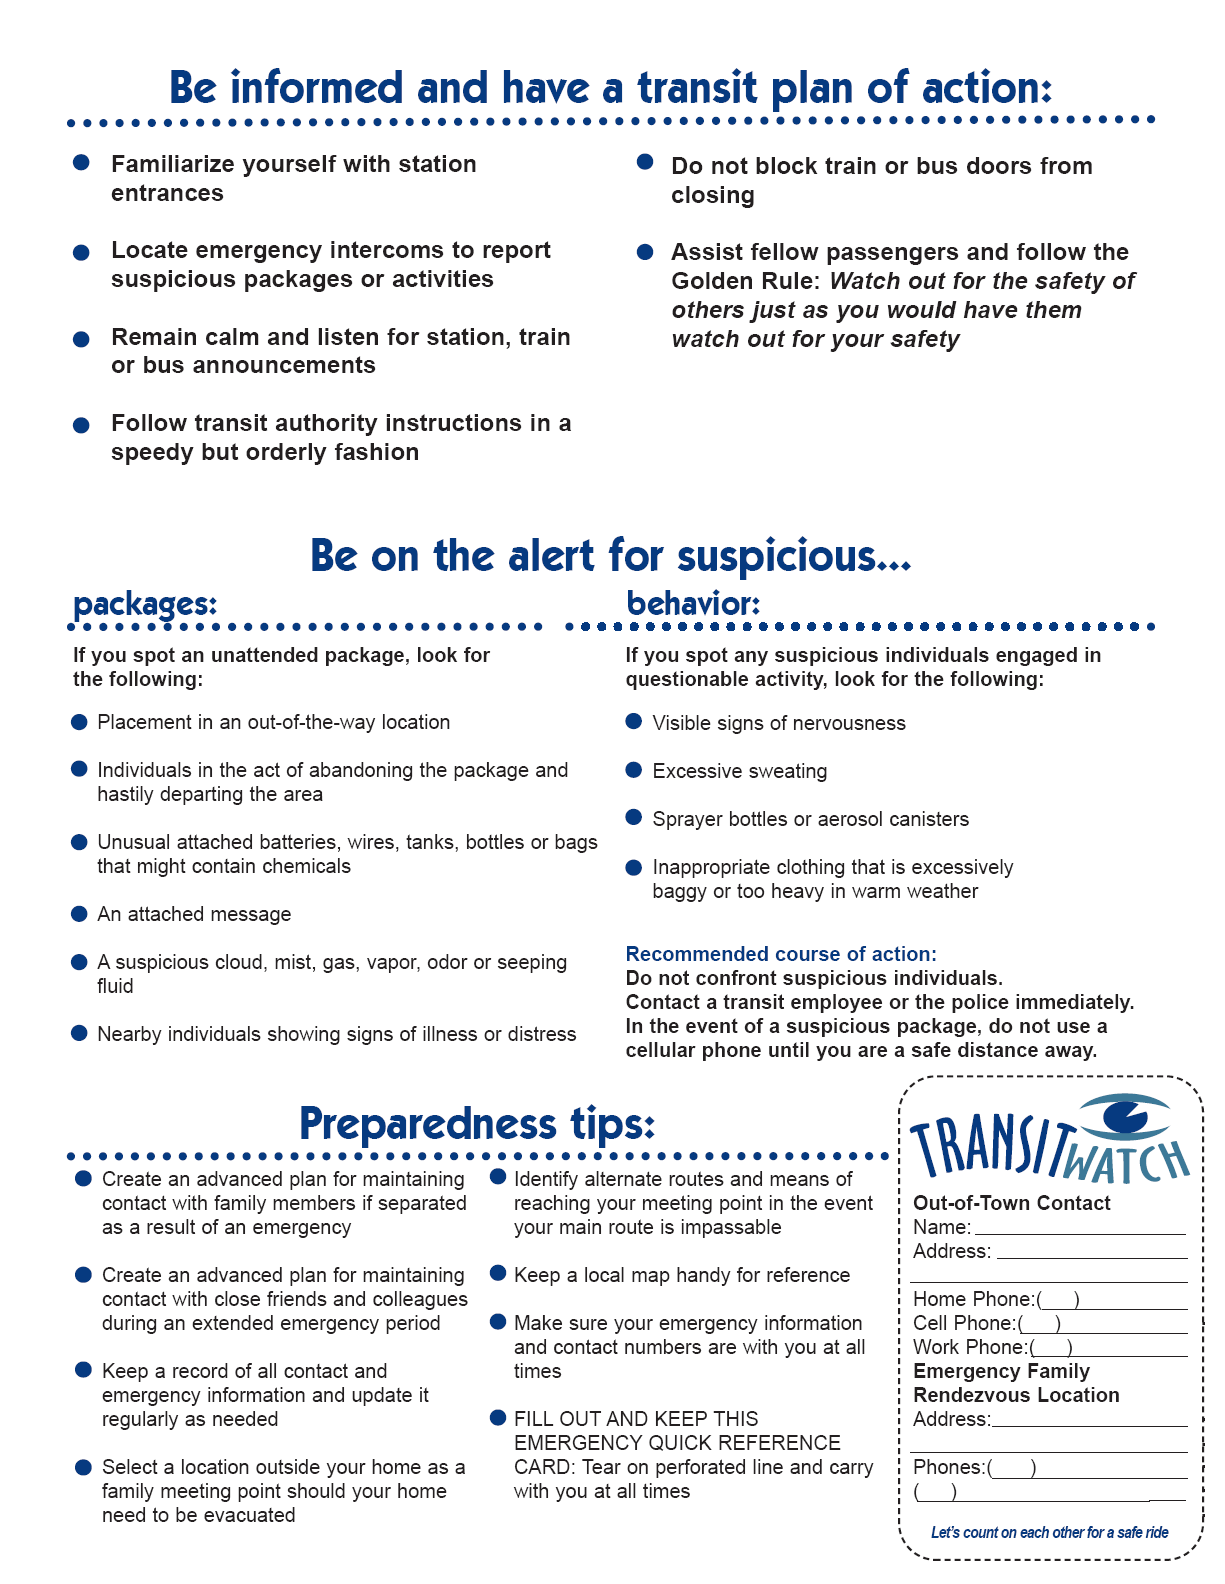 Be informed and have a transit plan of action:
Familiarize yourself with station
entrances
Locate emergency intercoms to report
suspicious packages or activities
Remain calm and listen for station, train
or bus announcements
Follow transit authority instructions in a
speedy but orderly fashion
Do not block train or bus doors from
closing
Assist fellow passengers and follow the
Golden Rule: Watch out for the safety of
others just as you would have them
watch out for your safety
Be on the alert for suspicious...
packages:
If you spot an unattended package, look for
the following:
Placement in an out-of-the-way location
Individuals in the act of abandoning the package and
hastily departing the area
Unusual attached batteries, wires, tanks, bottles or bags
that might contain chemicals
An attached message
A suspicious cloud, mist, gas, vapor, odor or seeping
fluid
Nearby individuals showing signs of illness or distress
behavior:
If you spot any suspicious individuals engaged in
questionable activity, look for the following:
Visible signs of nervousness
Excessive sweating
Sprayer bottles or aerosol canisters
Inappropriate clothing that is excessively
baggy or too heavy in warm weather
Recommended course of action:
Do not confront suspicious individuals.
Contact a transit employee or the police immediately.
In the event of a suspicious package, do not use a
cellular phone until you are a safe distance away.
Preparedness tips:
Create an advanced plan for maintaining
contact with family members if separated
as a result of an emergency
Create an advanced plan for maintaining
contact with close friends and colleagues
during an extended emergency period
Keep a record of all contact and
emergency information and update it
regularly as needed
Select a location outside your home as a
family meeting point should your home
need to be evacuated
Identify alternate routes and means of
reaching your meeting point in the event
your main route is impassable
Keep a local map handy for reference
Make sure your emergency information
and contact numbers are with you at all
times
FILL OUT AND KEEP THIS
EMERGENCY QUICK REFERENCE
CARD: Tear on perforated line and carry
with you at all times
TRANSIT WATCH
Out-of-Town Contact
Name:
Address:
Home Phone:( )
Cell Phone:( )
Work Phone:( )
Emergency Family
Rendezvous Location
Address:
Phones:( )
( )
Let's count on each other for a safe ride